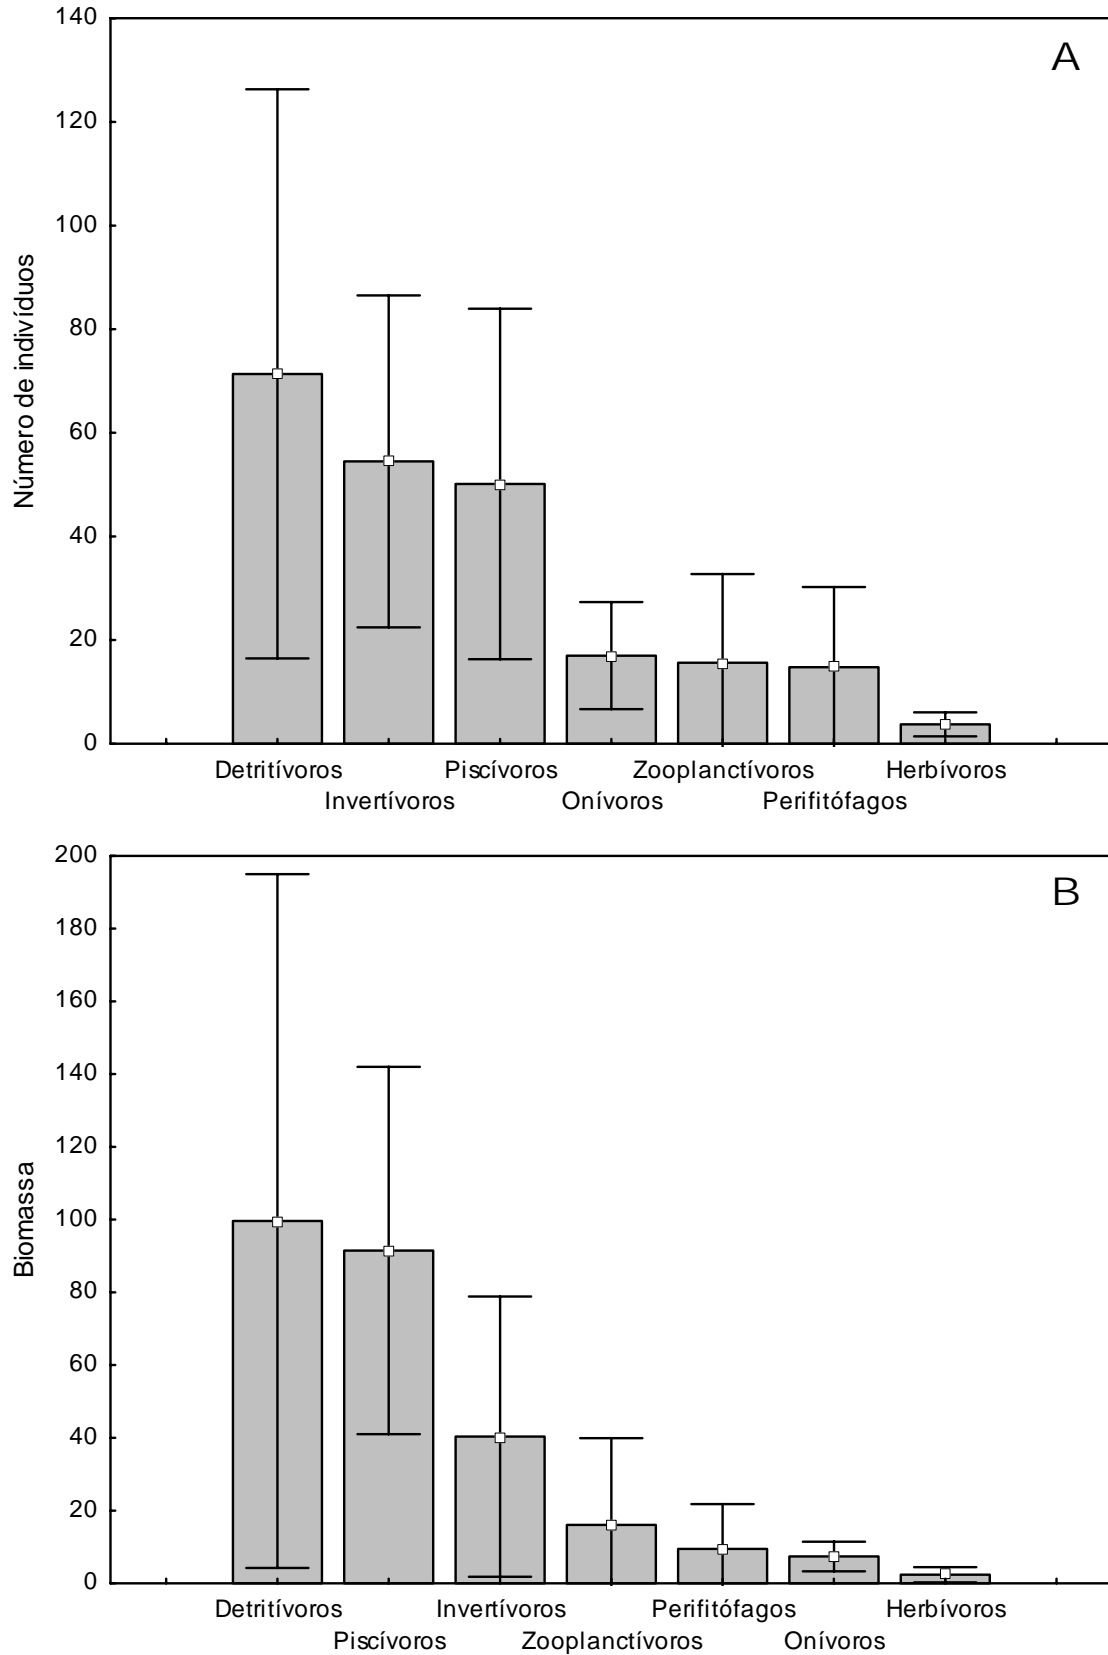 140
A
120
100
80
60
40
20
0
Número de indivíduos
Detritívoros Piscívoros Zooplanctívoros Herbívoros
Invertívoros Onívoros Perifitófagos
200
B
180
160
140
120
100
80
60
40
20
0
Biomassa
Detritívoros Invertívoros Perifitófagos Herbívoros
Piscívoros Zooplanctívoros Onívoros